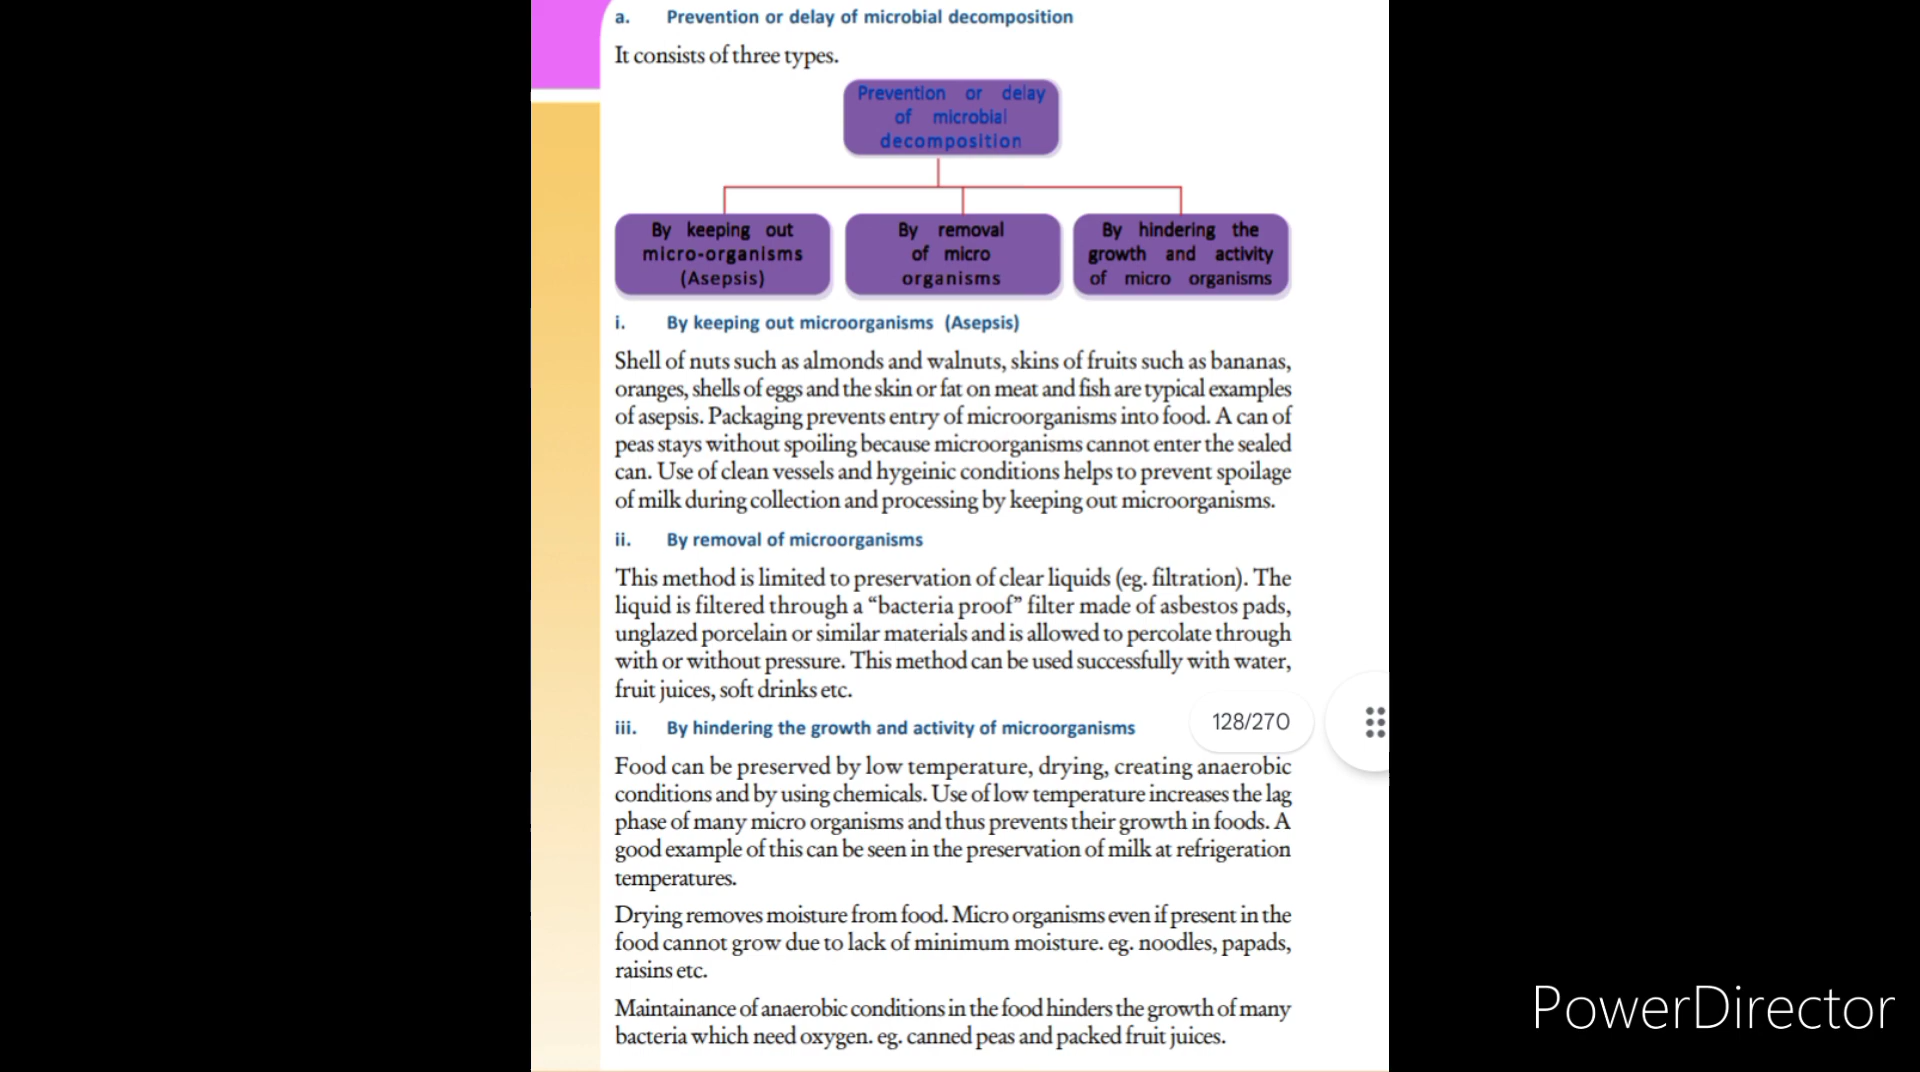 a. Prevention or delay of microbial decomposition
It consists of three types.
Prevention or delay
of microbial
decomposition
By keeping out
micro-organisms
(Asepsis)
By removal
of micro
organisms
By hindering the
growth and activity
of micro organisms
i. By keeping out microorganisms (Asepsis)
Shell of nuts such as almonds and walnuts, skins of fruits such as bananas,
oranges, shells of eggs and the skin or fat on meat and fish are typical examples
of asepsis. Packaging prevents entry of microorganisms into food. A can of
peas stays without spoiling because microorganisms cannot enter the sealed
can. Use of clean vessels and hygeinic conditions helps to prevent spoilage
of milk during collection and processing by keeping out microorganisms.
ii. By removal of microorganisms
This method is limited to preservation of clear liquids (eg. filtration). The
liquid is filtered through a “bacteria proof” filter made of asbestos pads,
unglazed porcelain or similar materials and is allowed to percolate through
with or without pressure. This method can be used successfully with water,
fruit juices, soft drinks etc.
iii. By hindering the growth and activity of microorganisms
128/270
Food can be preserved by low temperature, drying, creating anaerobic
conditions and by using chemicals. Use of low temperature increases the lag
phase of many micro organisms and thus prevents their growth in foods. A
good example of this can be seen in the preservation of milk at refrigeration
temperatures.
Drying removes moisture from food. Micro organisms even if present in the
food cannot grow due to lack of minimum moisture. eg. noodles, papads,
raisins etc.
Maintainance of anaerobic conditions in the food hinders the growth of many
bacteria which need oxygen. eg. canned peas and packed fruit juices.
PowerDirector